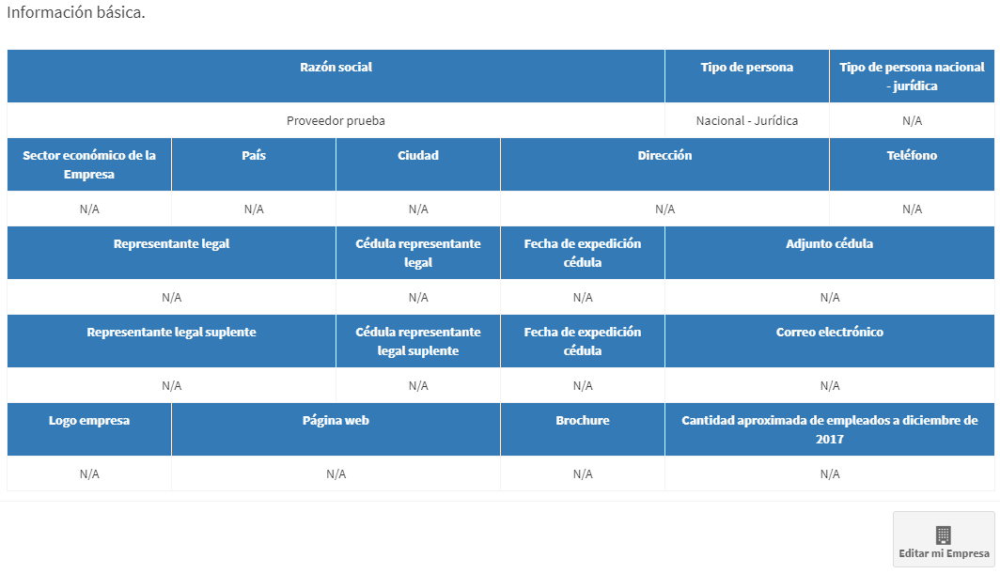 Información básica.
Razón social
Tipo de persona
Tipo de persona nacional
- jurídica
Proveedor prueba
Nacional - Jurídica
N/A
Sector económico de la
Empresa
País
Ciudad
Dirección
Teléfono
N/A
N/A
N/A
N/A
N/A
Representante legal
Cédula representante
legal
Fecha de expedición
cédula
Adjunto cédula
N/A
N/A
N/A
N/A
Representante legal suplente
Cédula representante
legal suplente
Fecha de expedición
cédula
Correo electrónico
N/A
N/A
N/A
N/A
Logo empresa
Página web
Brochure
Cantidad aproximada de empleados a diciembre de
2017
N/A
N/A
N/A
N/A
Editar mi Empresa